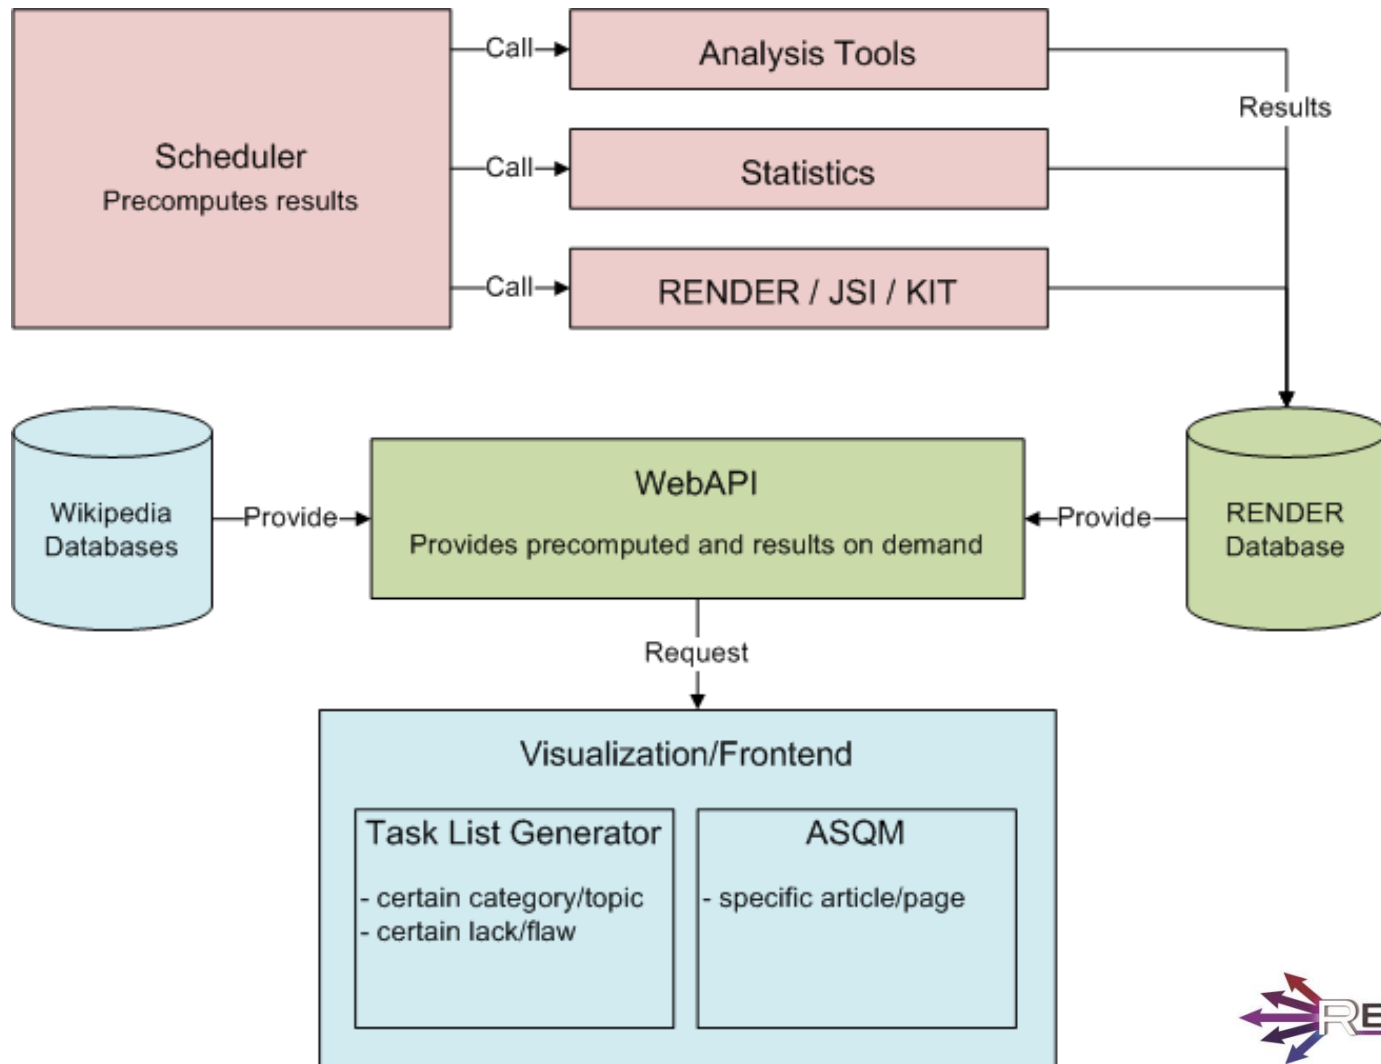 Scheduler
Precomputes results
Call
Analysis Tools
Call
Statistics
Call
RENDER / JSI / KIT
Results
Wikipedia
Databases
Provide
WebAPI
Provides precomputed and results on demand
Provide
RENDER
Database
Request
Visualization/Frontend
Task List Generator
- certain category/topic
- certain lack/flaw
ASQM
- specific article/page
RE